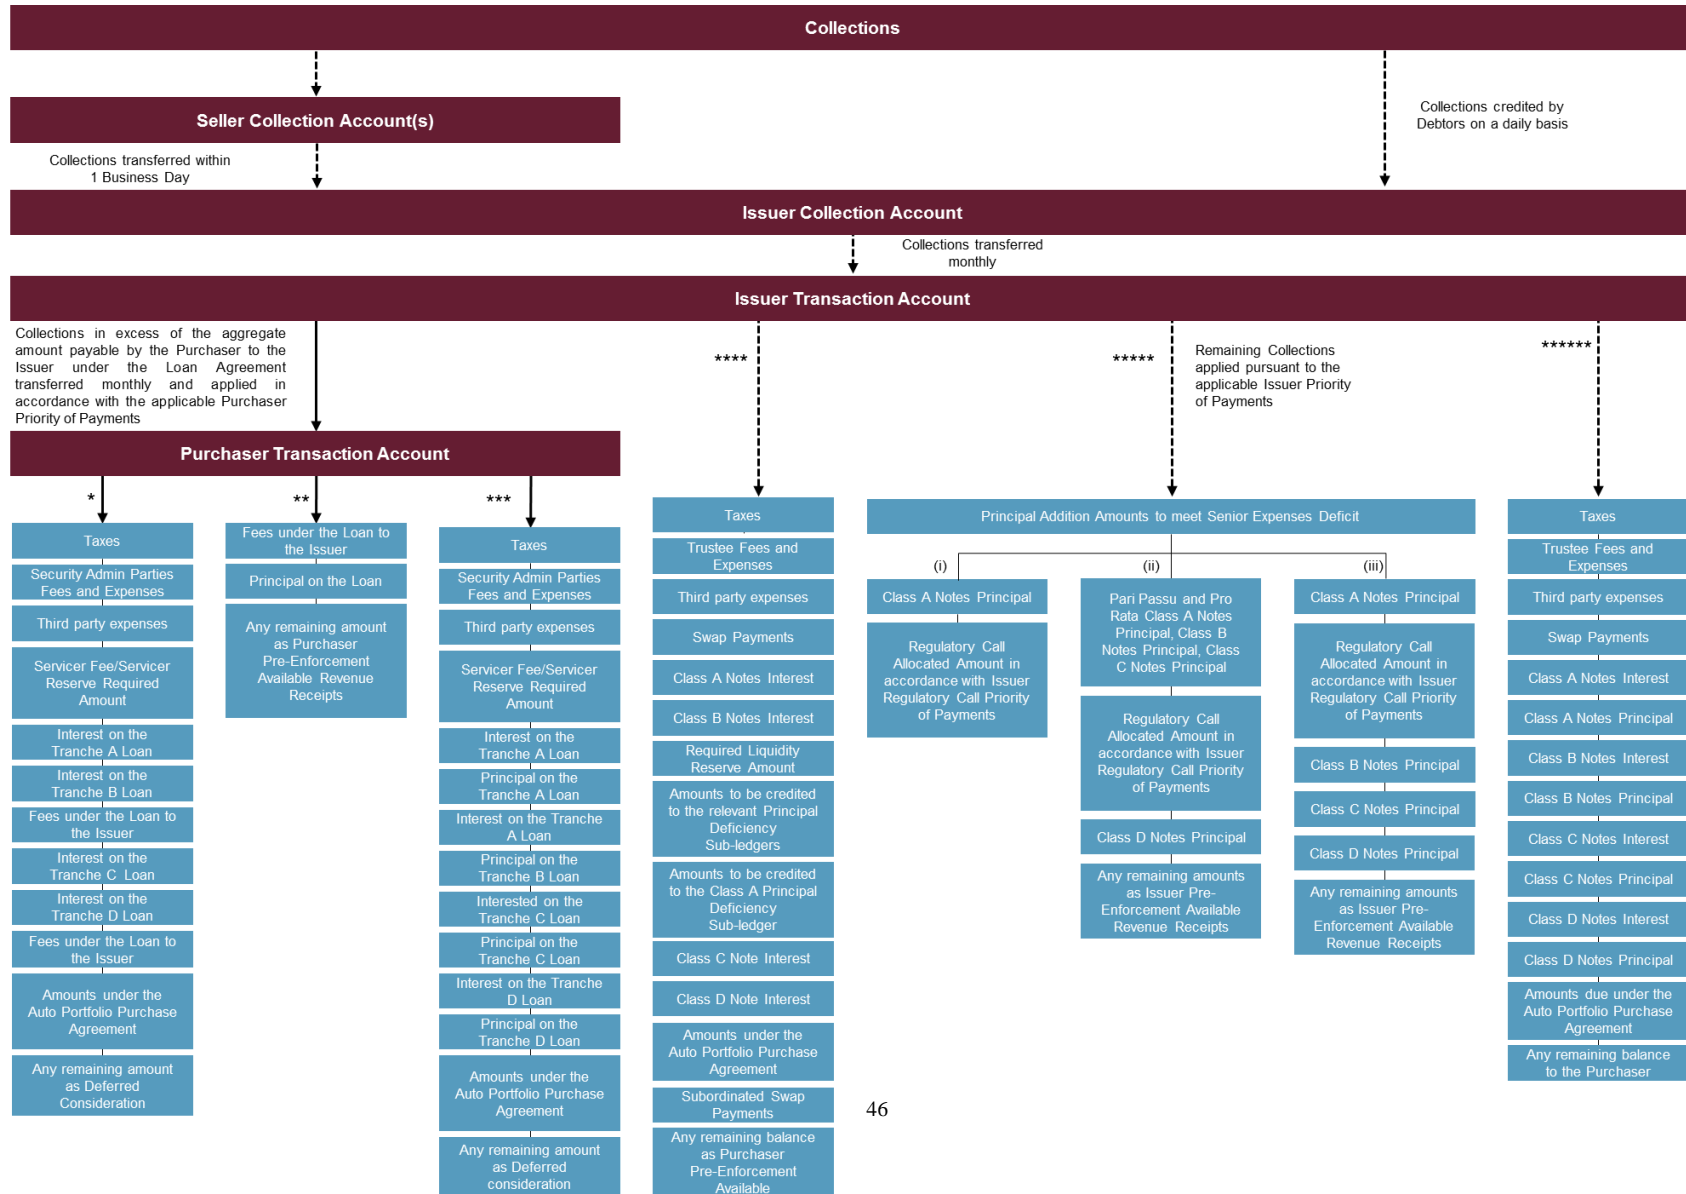 Collections
Collections credited by
Debtors on a daily basis
Seller Collection Account(s)
Collections transferred within
1 Business Day
Issuer Collection Account
Collections transferred
monthly
Issuer Transaction Account
Collections in excess of the aggregate
amount payable by the Purchaser to the
Issuer under the Loan Agreement
transferred monthly and applied in
accordance with the applicable Purchaser
Priority of Payments
****
*****
Remaining Collections
applied pursuant to the
applicable Issuer Priority
of Payments
******
Purchaser Transaction Account
*
Taxes
Security Admin Parties
Fees and Expenses
Third party expenses
Servicer Fee/Servicer
Reserve Required
Amount
Interest on the
Tranche A Loan
Interest on the
Tranche B Loan
Fees under the Loan to
the Issuer
Interest on the
Tranche C Loan
Interest on the
Tranche D Loan
Fees under the Loan to
the Issuer
Amounts under the
Auto Portfolio Purchase
Agreement
Any remaining amount
as Deferred
Consideration
**
Fees under the Loan to
the Issuer
Principal on the Loan
Any remaining amount
as Purchaser
Pre-Enforcement
Available Revenue
Receipts
***
Taxes
Security Admin Parties
Fees and Expenses
Third party expenses
Servicer Fee/Servicer
Reserve Required
Amount
Interest on the
Tranche A Loan
Principal on the
Tranche A Loan
Interest on the Tranche
A Loan
Principal on the
Tranche B Loan
Interested on the
Tranche C Loan
Principal on the
Tranche C Loan
Interest on the Tranche
D Loan
Principal on the
Tranche D Loan
Amounts under the
Auto Portfolio Purchase
Agreement
Any remaining amount
as Deferred
consideration
Taxes
Trustee Fees and
Expenses
Third party expenses
Swap Payments
Class A Notes Interest
Class B Notes Interest
Required Liquidity
Reserve Amount
Amounts to be credited
to the relevant Principal
Deficiency
Sub-ledgers
Amounts to be credited
to the Class A Principal
Deficiency
Sub-ledger
Class C Note Interest
Class D Note Interest
Amounts under the
Auto Portfolio Purchase
Agreement
Subordinated Swap
Payments
Any remaining balance
as Purchaser
Pre-Enforcement
Available
Principal Addition Amounts to meet Senior Expenses Deficit
(i)
Class A Notes Principal
Regulatory Call
Allocated Amount in
accordance with Issuer
Regulatory Call Priority
of Payments
(ii)
Pari Passu and Pro
Rata Class A Notes
Principal, Class B
Notes Principal, Class
C Notes Principal
Regulatory Call
Allocated Amount in
accordance with Issuer
Regulatory Call Priority
of Payments
Class D Notes Principal
Any remaining amounts
as Issuer Pre-
Enforcement Available
Revenue Receipts
(iii)
Class A Notes Principal
Regulatory Call
Allocated Amount in
accordance with Issuer
Regulatory Call Priority
of Payments
Class B Notes Principal
Class C Notes Principal
Class D Notes Principal
Any remaining amounts
as Issuer Pre-
Enforcement Available
Revenue Receipts
Taxes
Trustee Fees and
Expenses
Third party expenses
Swap Payments
Class A Notes Interest
Class A Notes Principal
Class B Notes Interest
Class B Notes Principal
Class C Notes Interest
Class C Notes Principal
Class D Notes Interest
Class D Notes Principal
Amounts due under the
Auto Portfolio Purchase
Agreement
Any remaining balance
to the Purchaser
46